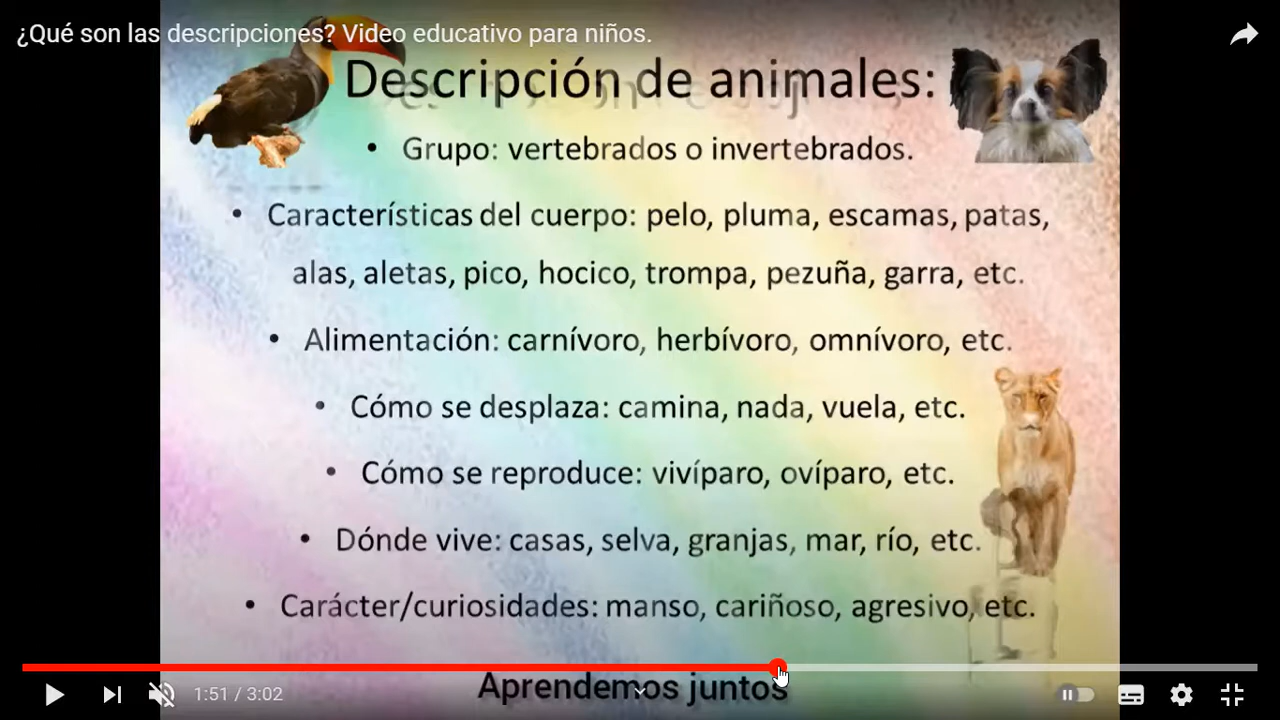 ¿Qué son las descripciones? Video educativo para niños.
Descripción de animales:
• Grupo: vertebrados o invertebrados.
• Características del cuerpo: pelo, pluma, escamas, patas,
alas, aletas, pico, hocico, trompa, pezuña, garra, etc.
• Alimentación: carnívoro, herbívoro, omnívoro, etc.
• Cómo se desplaza: camina, nada, vuela, etc.
• Cómo se reproduce: vivíparo, ovíparo, etc.
• Dónde vive: casas, selva, granjas, mar, río, etc.
• Carácter/curiosidades: manso, cariñoso, agresivo, etc.
Aprendemos juntos
1:51 / 3:02